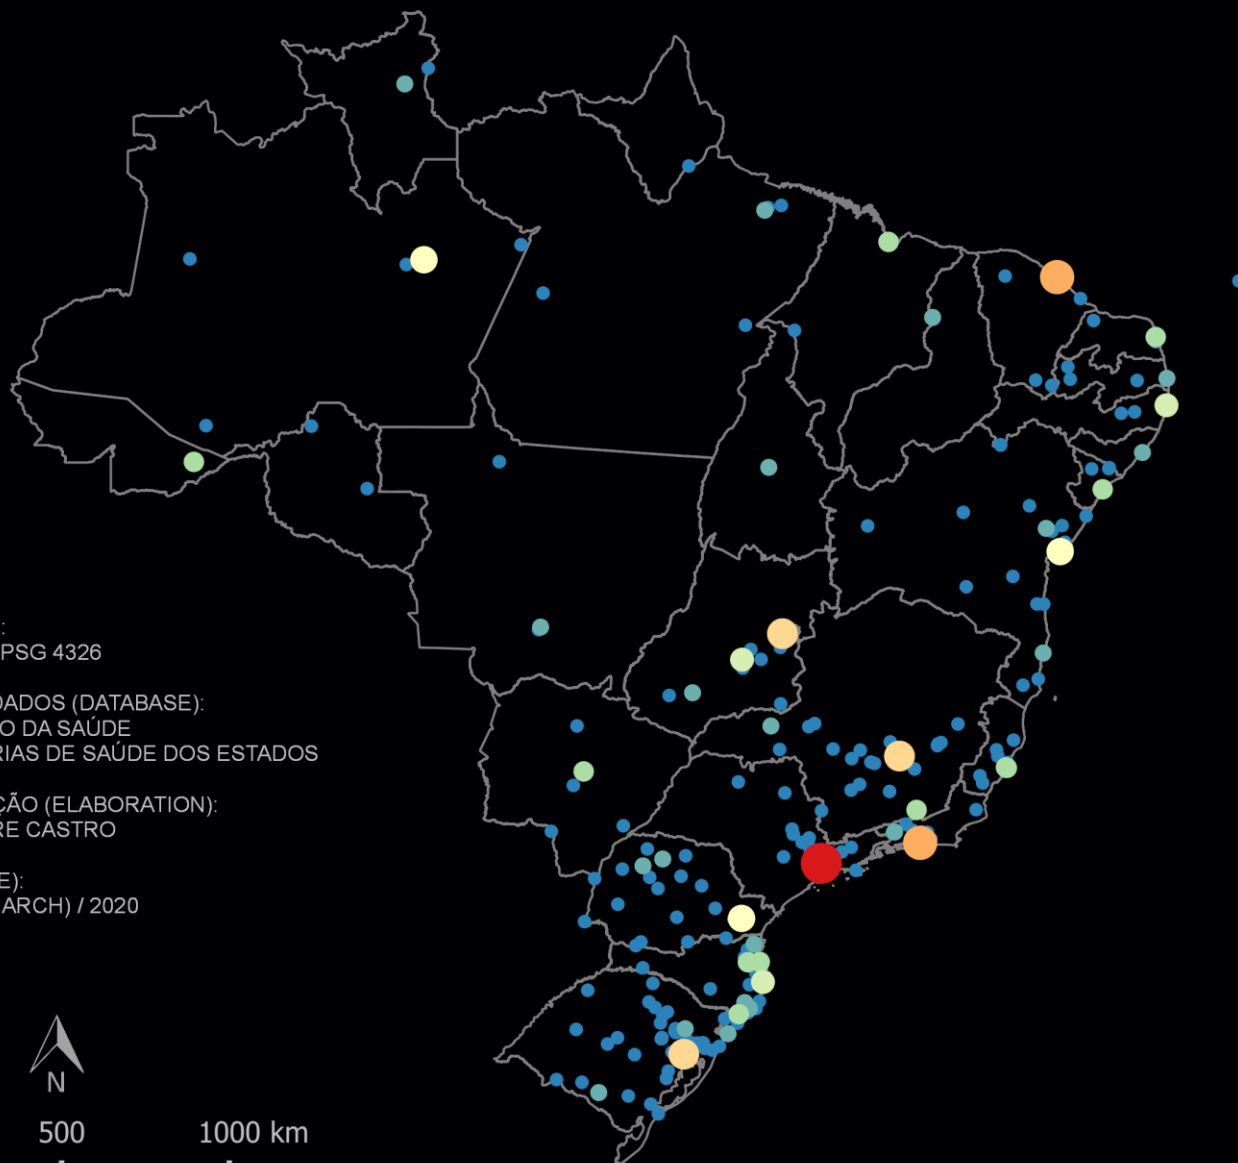 :
PSG 4326
DADOS (DATABASE):
O DA SAÚDE
RIAS DE SAÚDE DOS ESTADOS
ÇÃO (ELABORATION):
RE CASTRO
E):
ARCH) / 2020
N
500 1000 km